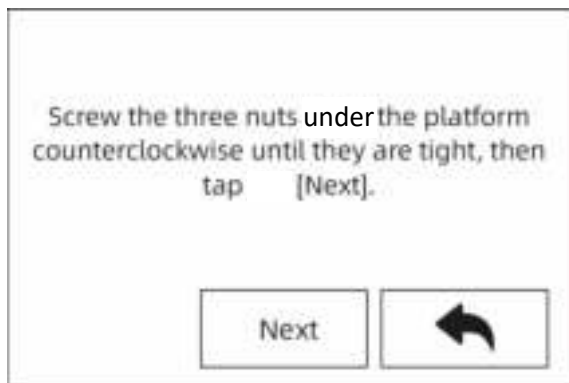 Screw the three nuts under the platform
counterclockwise until they are tight, then
tap [Next].
Next